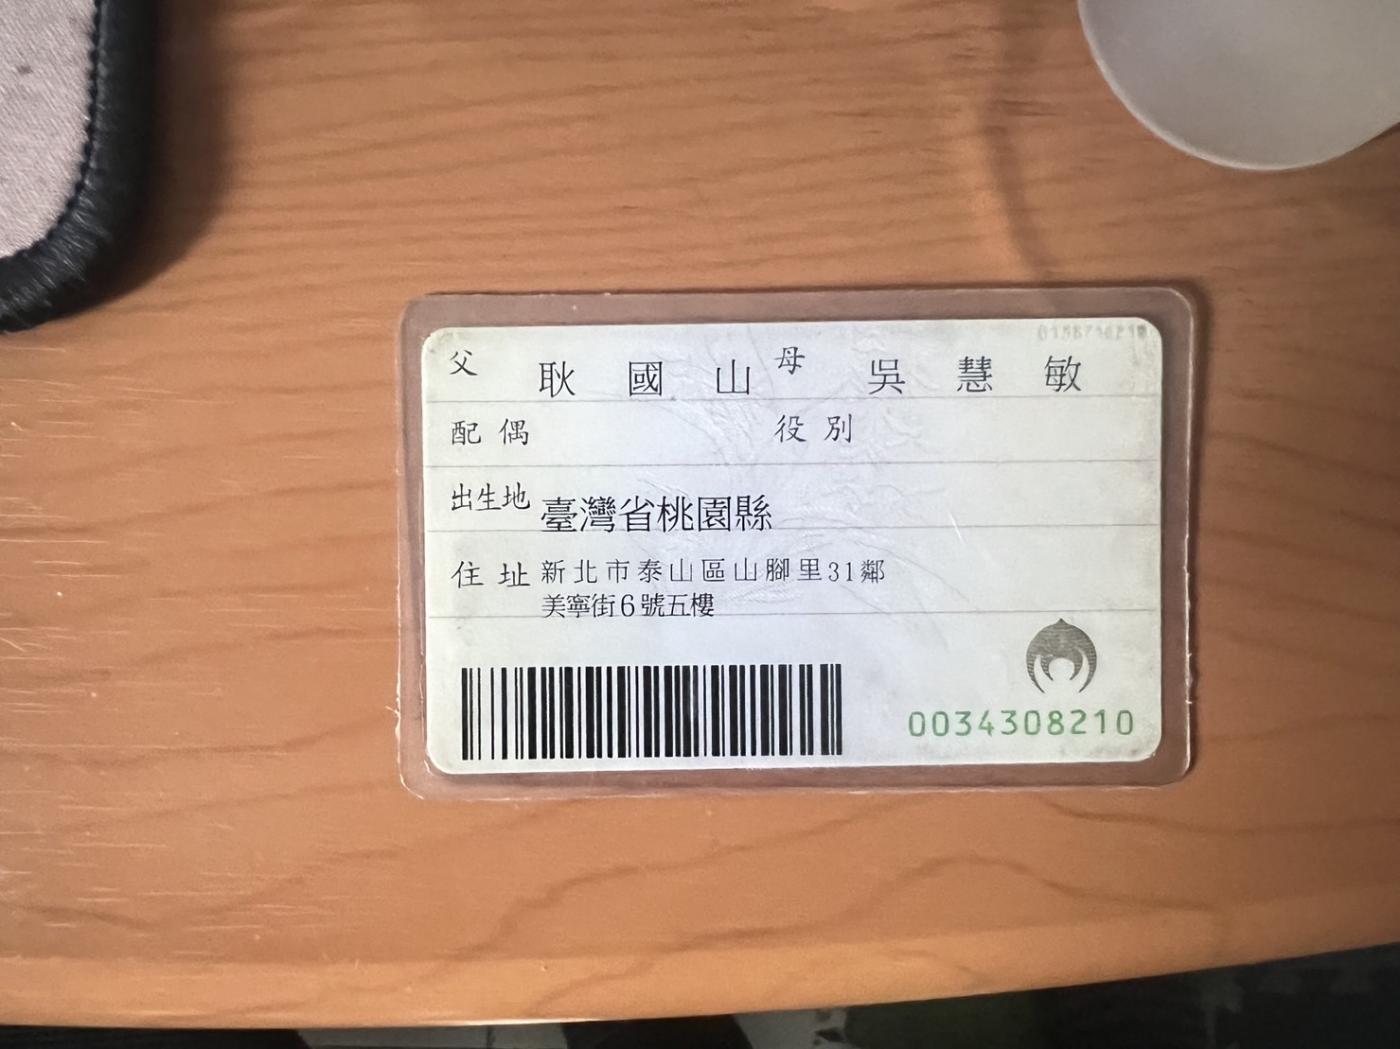 父 耿國山 母 吳慧敏
配偶 役別
出生地 臺灣省桃園縣
住址 新北市泰山區山腳里31鄰
美寧街6號五樓
0034308210